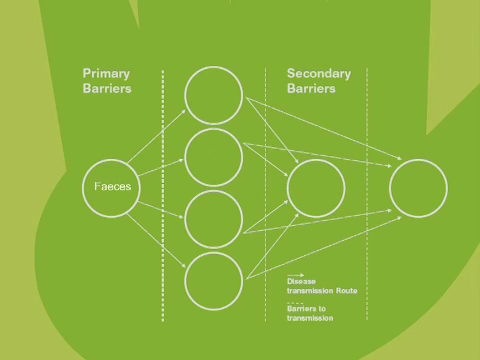 Primary
Barriers
Secondary
Barriers
Faeces
Disease
transmission Route
Barriers to
transmission